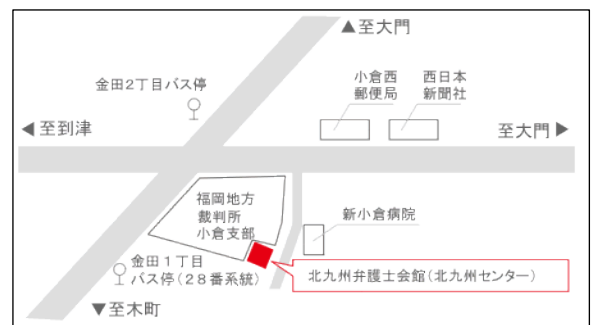 ▲至大門
金田2丁目バス停
小倉西
郵便局
西日本
新聞社
◀至到津
至大門▶
福岡地方
裁判所
小倉支部
新小倉病院
金田1丁目
バス停(28番系統)
北九州弁護士会館(北九州センター)
▼至木町